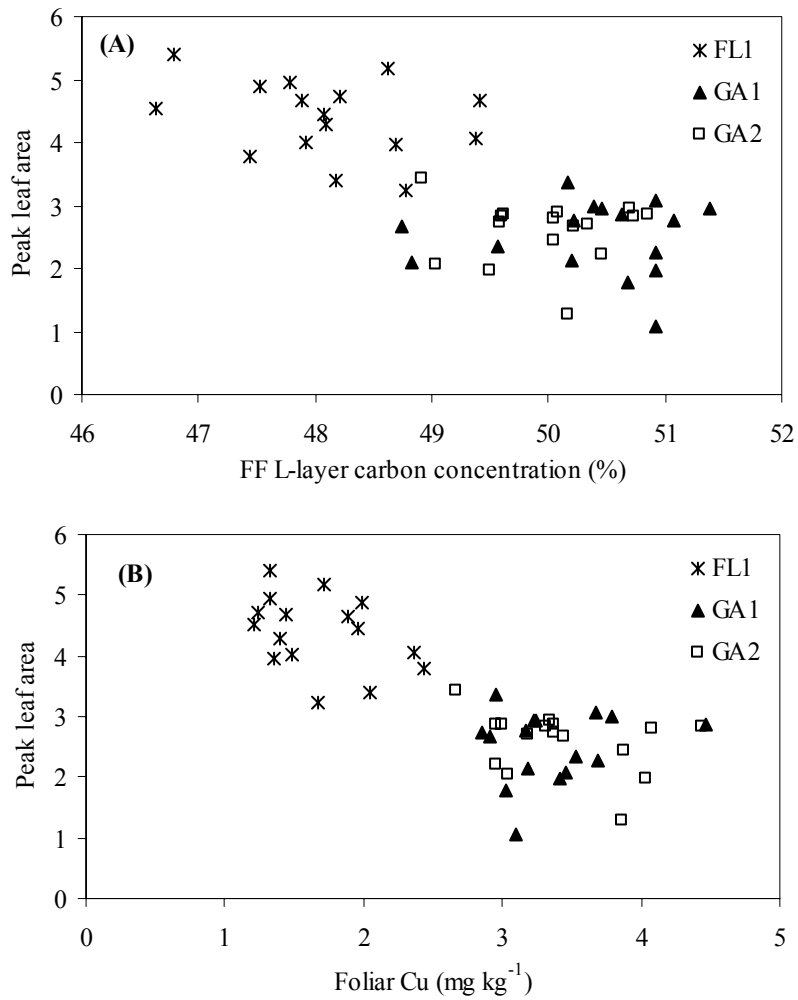 (A)
FL1
GA1
GA2
6
5
4
3
2
1
0
Peak leaf area
46 47 48 49 50 51 52
FF L-layer carbon concentration (%)
(B)
FL1
GA1
GA2
6
5
4
3
2
1
0
Peak leaf area
0 1 2 3 4 5
Foliar Cu (mg kg⁻¹)